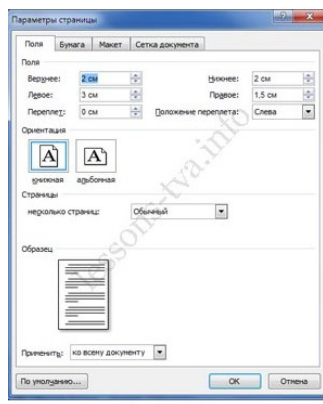 Параметры страницы
Поля Бумага Макет Сетка документа
Поля
Верхнее: 2 см Нижнее: 2 см
Левое: 3 см Правое: 1,5 см
Переплет: 0 см Положение переплета: Слева
Ориентация
A A
книжная альбомная
Страницы
несколько страниц: Обычный
Образец
Применить: ко всему документу
По умолчанию... ОК Отмена
lessons-tva.info